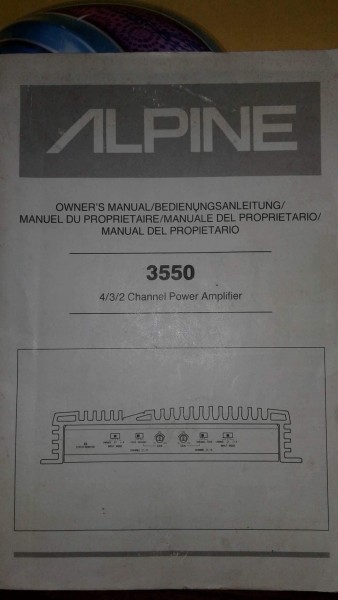 ALPINE
OWNER'S MANUAL/BEDIENUNGSANLEITUNG/
MANUEL DU PROPRIETAIRE/MANUALE DEL PROPRIETARIO/
MANUAL DEL PROPIETARIO
3550
4/3/2 Channel Power Amplifier